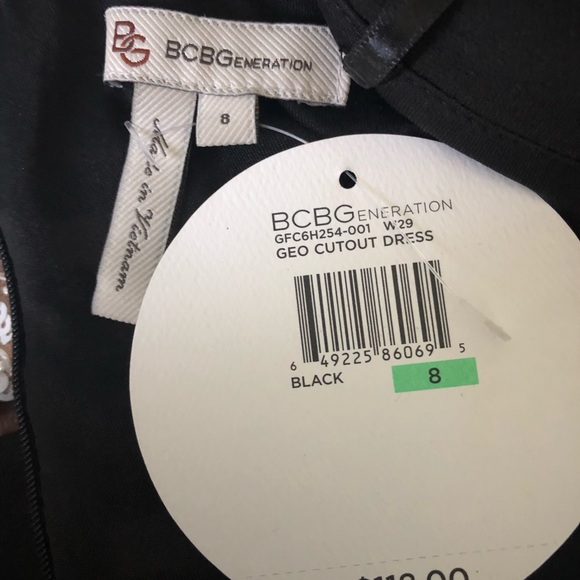 BG BCBGENERATION
8
Made in Vietnam
BCBGENERATION
GFC6H254-001 W29
GEO CUTOUT DRESS
6 49225 86069 5
BLACK 8